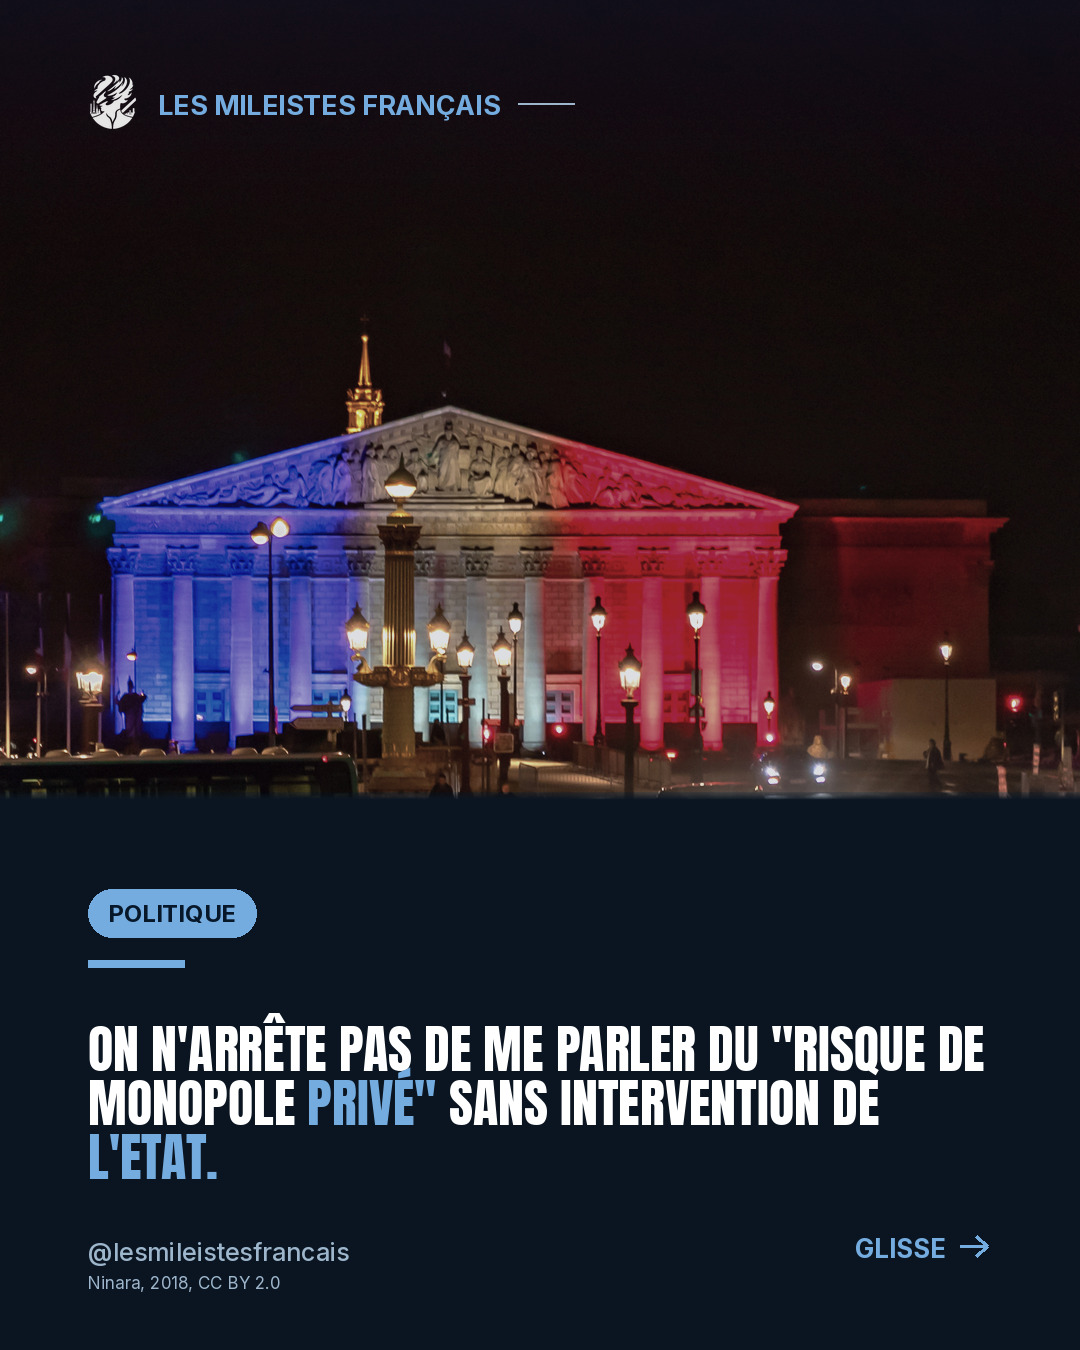 LES MILEISTES FRANÇAIS
POLITIQUE
ON N'ARRÊTE PAS DE ME PARLER DU "RISQUE DE
MONOPOLE PRIVÉ" SANS INTERVENTION DE
L'ETAT.
@lesmileistesfrancais
GLISSE →
Ninara, 2018, CC BY 2.0